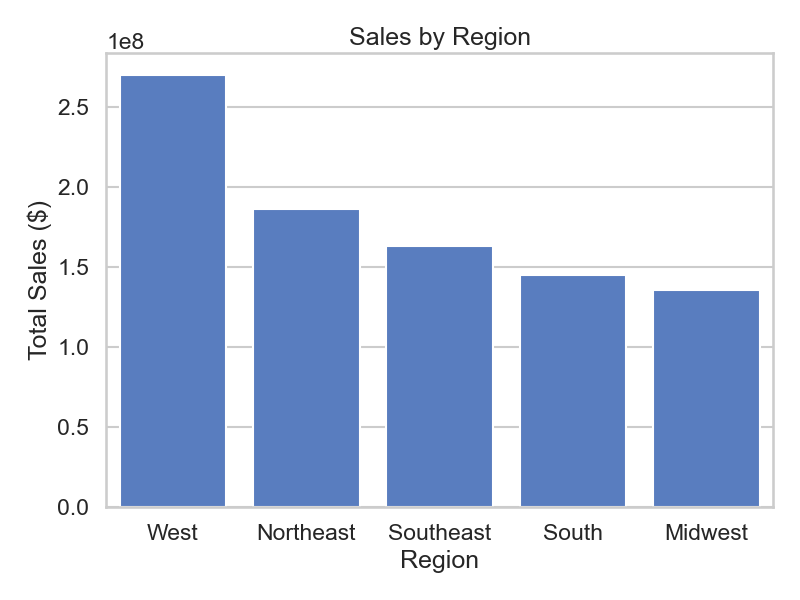 Sales by Region
1e8
Total Sales ($)
2.5
2.0
1.5
1.0
0.5
0.0
West Northeast Southeast South Midwest
Region